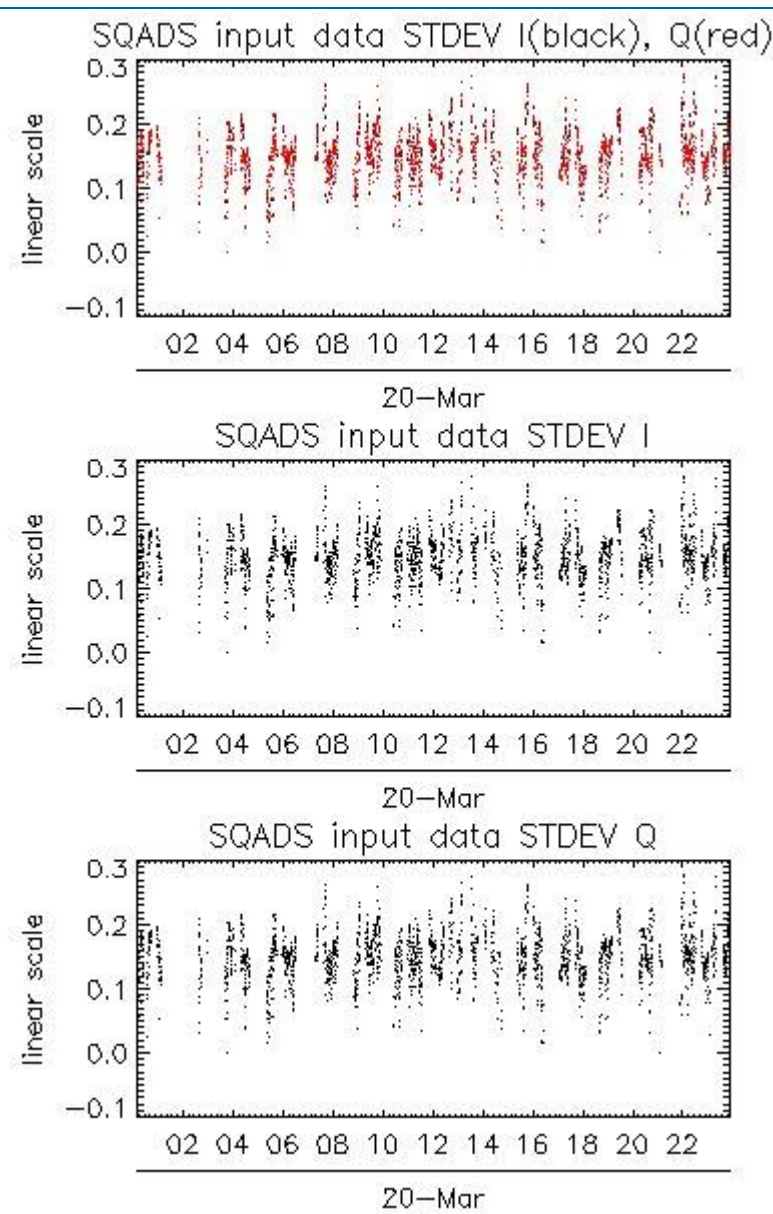 SQADS input data STDEV I(black), Q(red)
0.3
0.2
0.1
0.0
-0.1
linear scale
02 04 06 08 10 12 14 16 18 20 22
20-Mar
SQADS input data STDEV I
0.3
0.2
0.1
0.0
-0.1
linear scale
02 04 06 08 10 12 14 16 18 20 22
20-Mar
SQADS input data STDEV Q
0.3
0.2
0.1
0.0
-0.1
linear scale
02 04 06 08 10 12 14 16 18 20 22
20-Mar